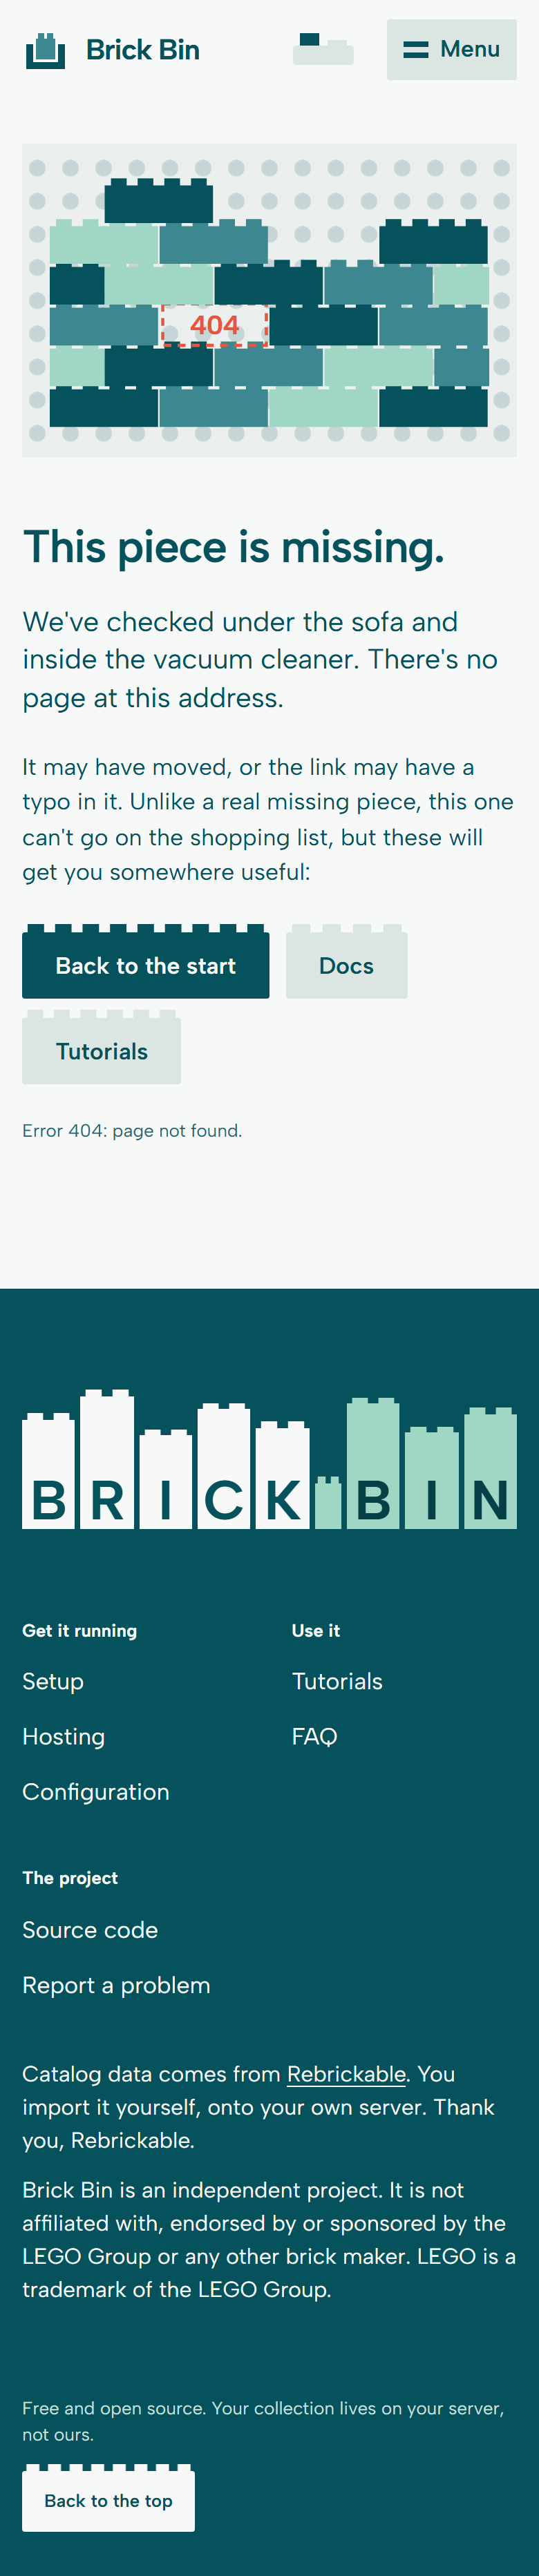 Brick Bin
Menu
404
This piece is missing.
We've checked under the sofa and
inside the vacuum cleaner. There's no
page at this address.
It may have moved, or the link may have a
typo in it. Unlike a real missing piece, this one
can't go on the shopping list, but these will
get you somewhere useful:
Back to the start
Docs
Tutorials
Error 404: page not found.
BRICK BIN
Get it running
Setup
Hosting
Configuration
Use it
Tutorials
FAQ
The project
Source code
Report a problem
Catalog data comes from Rebrickable. You
import it yourself, onto your own server. Thank
you, Rebrickable.
Brick Bin is an independent project. It is not
affiliated with, endorsed by or sponsored by the
LEGO Group or any other brick maker. LEGO is a
trademark of the LEGO Group.
Free and open source. Your collection lives on your server,
not ours.
Back to the top